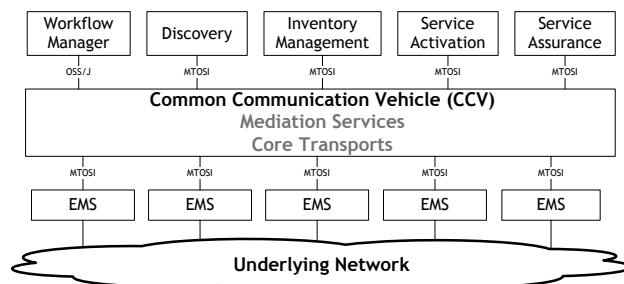 Workflow Manager
Discovery
Inventory Management
Service Activation
Service Assurance
OSS/J
MTOSI
MTOSI
MTOSI
MTOSI
Common Communication Vehicle (CCV)
Mediation Services
Core Transports
MTOSI
MTOSI
MTOSI
MTOSI
MTOSI
EMS
EMS
EMS
EMS
EMS
Underlying Network